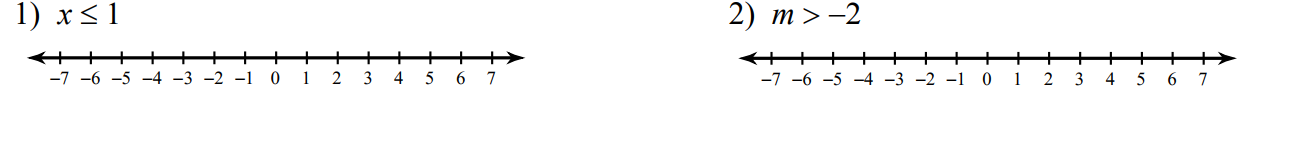 1) x ≤ 1
–7 –6 –5 –4 –3 –2 –1 0 1 2 3 4 5 6 7
2) m > –2
–7 –6 –5 –4 –3 –2 –1 0 1 2 3 4 5 6 7